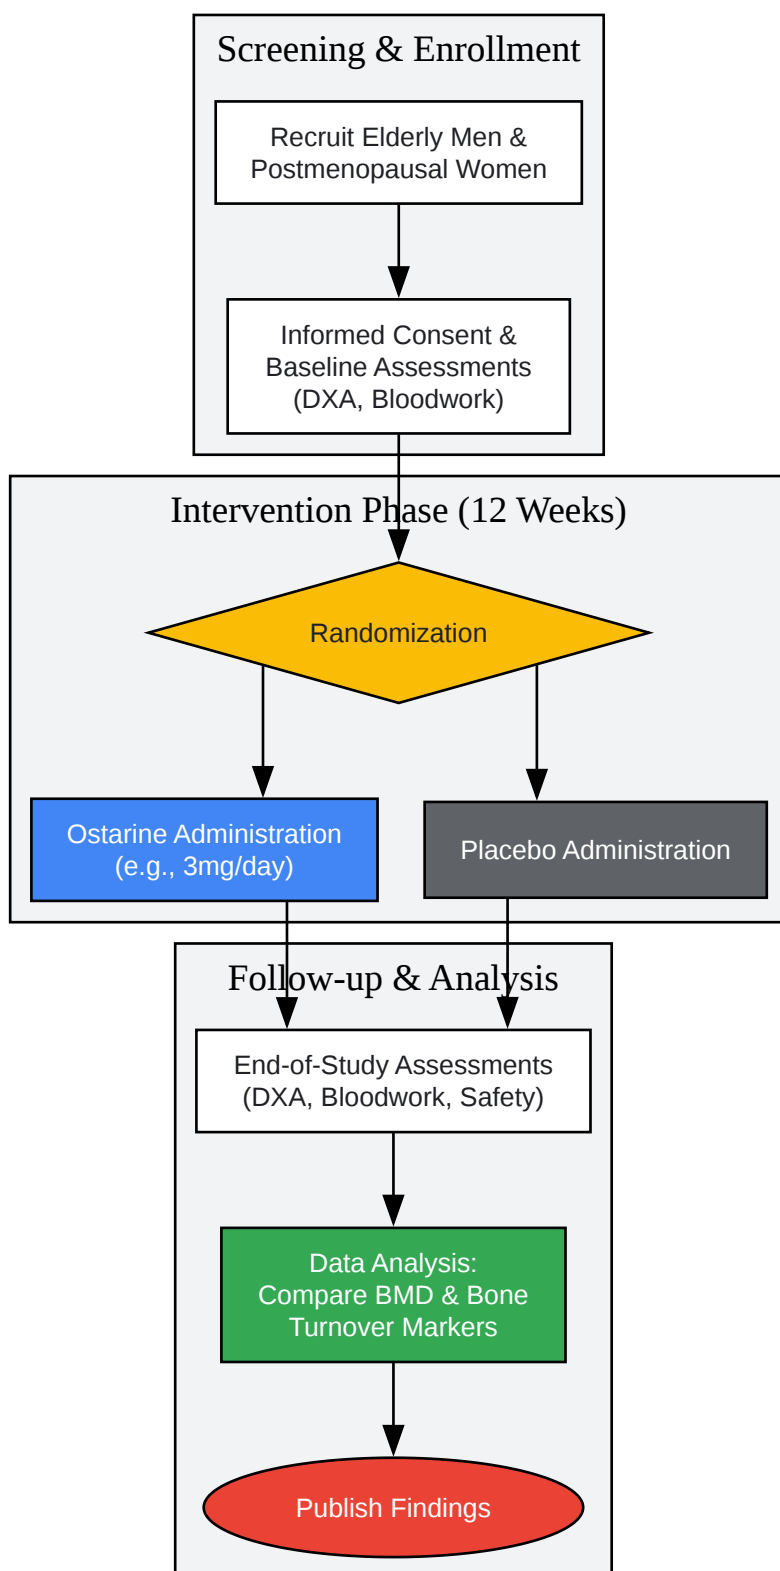 Screening & Enrollment
Recruit Elderly Men &
Postmenopausal Women
Informed Consent &
Baseline Assessments
(DXA, Bloodwork)
Intervention Phase (12 Weeks)
Randomization
Ostarine Administration
(e.g., 3mg/day)
Placebo Administration
Follow-up & Analysis
End-of-Study Assessments
(DXA, Bloodwork, Safety)
Data Analysis:
Compare BMD & Bone
Turnover Markers
Publish Findings